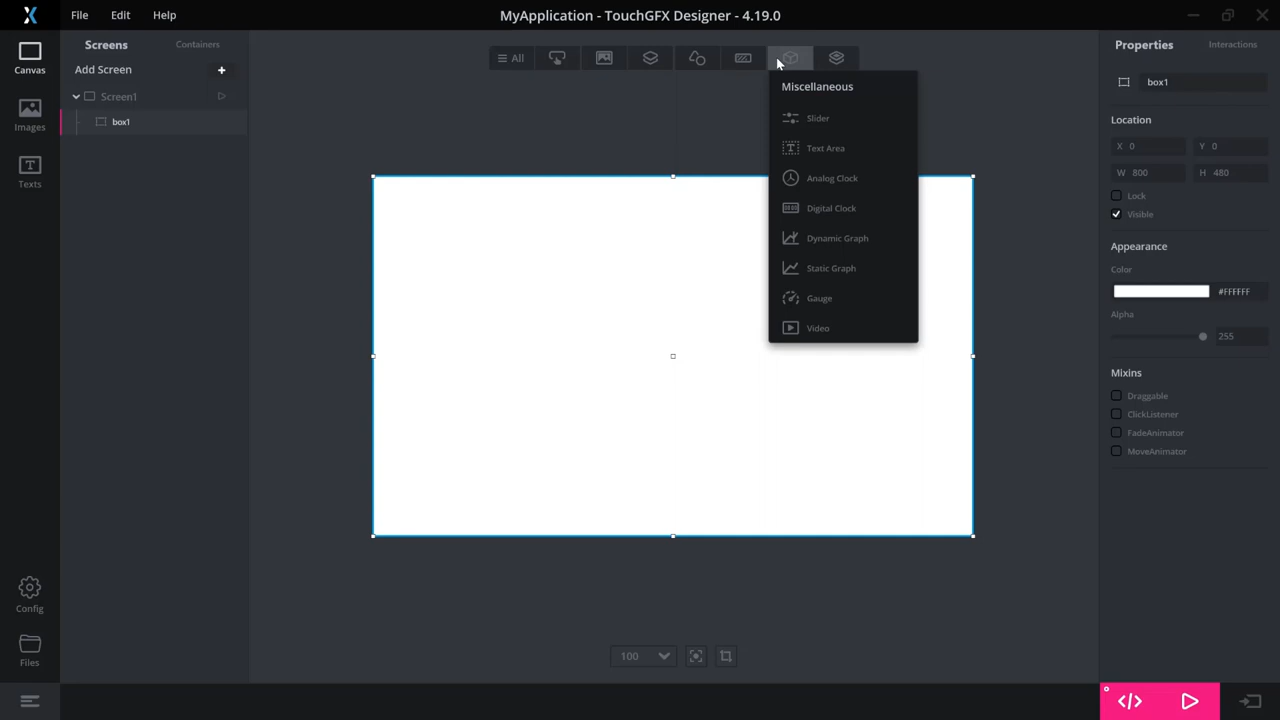 File Edit Help
MyApplication - TouchGFX Designer - 4.19.0
Canvas
Images
Texts
Config
Files
Screens Containers
Add Screen
Screen1
box1
All
Miscellaneous
Slider
Text Area
Analog Clock
Digital Clock
Dynamic Graph
Static Graph
Gauge
Video
100
Properties Interactions
box1
Location
X 0 Y 0
W 800 H 480
Lock
Visible
Appearance
Color
#FFFFFF
Alpha
255
Mixins
Draggable
ClickListener
FadeAnimator
MoveAnimator